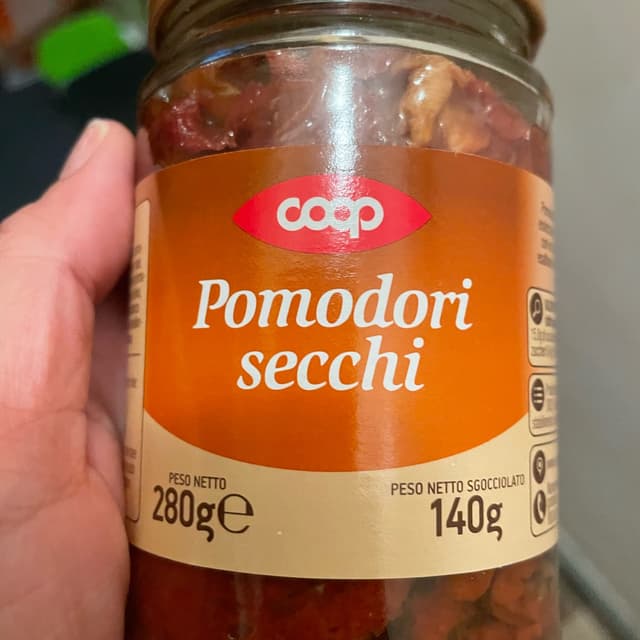 coop
Pomodori
secchi
PESO NETTO
280g℮
PESO NETTO SGOCCIOLATO
140g